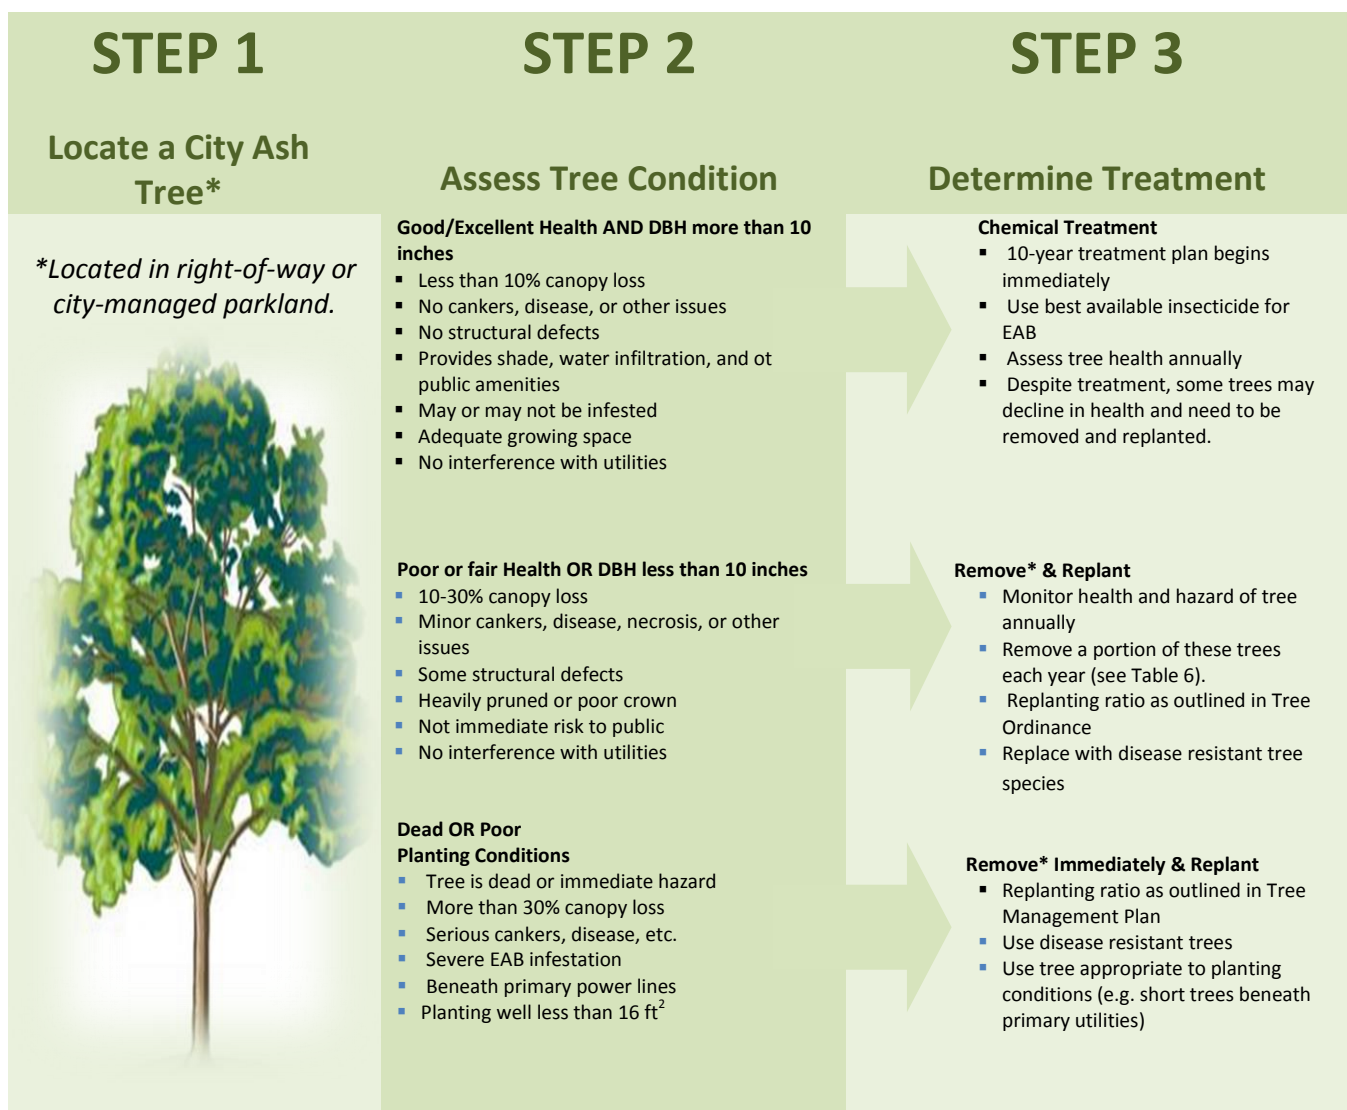 STEP 1
Locate a City Ash
Tree*
*Located in right-of-way or
city-managed parkland.
STEP 2
Assess Tree Condition
Good/Excellent Health AND DBH more than 10
inches
▪ Less than 10% canopy loss
▪ No cankers, disease, or other issues
▪ No structural defects
▪ Provides shade, water infiltration, and ot
public amenities
▪ May or may not be infested
▪ Adequate growing space
▪ No interference with utilities
Poor or fair Health OR DBH less than 10 inches
▪ 10-30% canopy loss
▪ Minor cankers, disease, necrosis, or other
issues
▪ Some structural defects
▪ Heavily pruned or poor crown
▪ Not immediate risk to public
▪ No interference with utilities
Dead OR Poor
Planting Conditions
▪ Tree is dead or immediate hazard
▪ More than 30% canopy loss
▪ Serious cankers, disease, etc.
▪ Severe EAB infestation
▪ Beneath primary power lines
▪ Planting well less than 16 ft²
STEP 3
Determine Treatment
Chemical Treatment
▪ 10-year treatment plan begins
immediately
▪ Use best available insecticide for
EAB
▪ Assess tree health annually
▪ Despite treatment, some trees may
decline in health and need to be
removed and replanted.
Remove* & Replant
▪ Monitor health and hazard of tree
annually
▪ Remove a portion of these trees
each year (see Table 6).
▪ Replanting ratio as outlined in Tree
Ordinance
▪ Replace with disease resistant tree
species
Remove* Immediately & Replant
▪ Replanting ratio as outlined in Tree
Management Plan
▪ Use disease resistant trees
▪ Use tree appropriate to planting
conditions (e.g. short trees beneath
primary utilities)